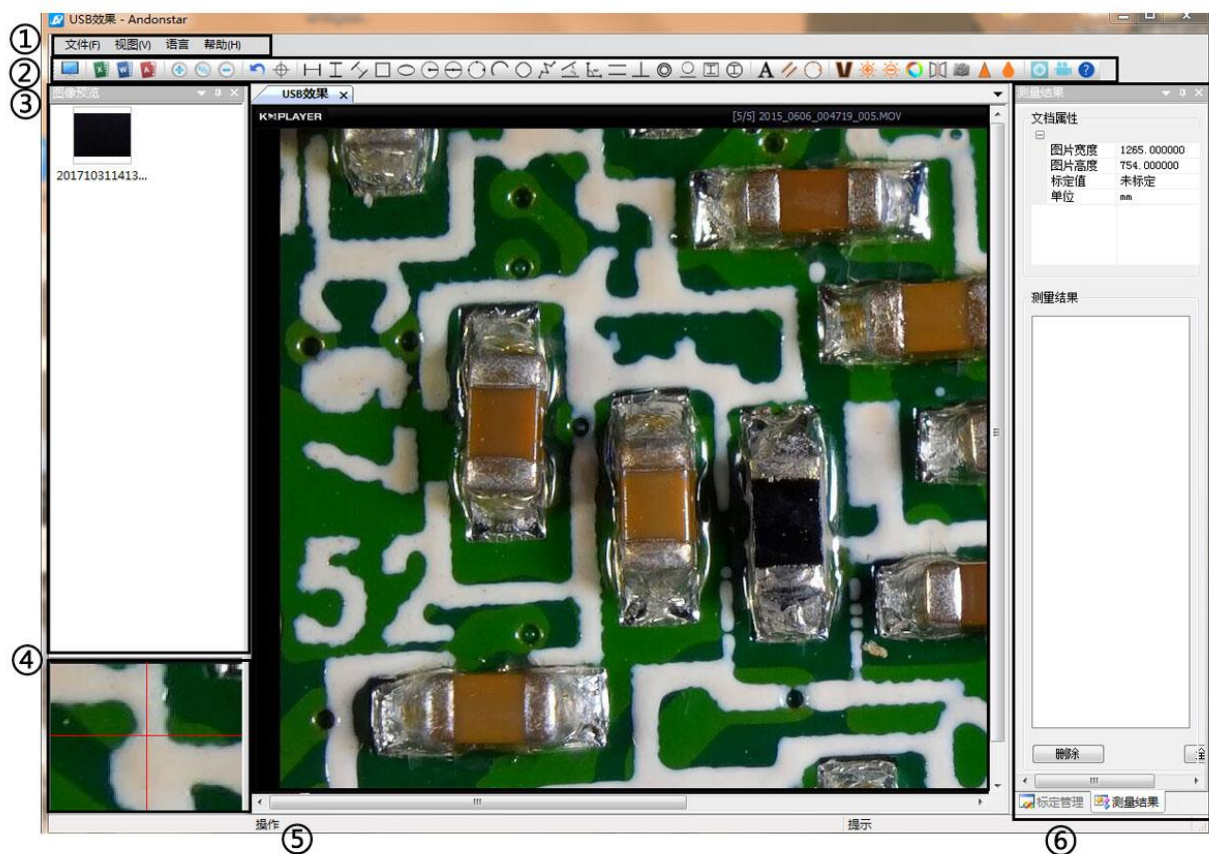 USB效果 - Andonstar
①
文件(F) 视图(V) 语言 帮助(H)
②
A
③
图像预览
USB效果 x
测量结果
KMPLAYER
[5/5] 2015_0606_004719_005.MOV
文档属性
图片宽度 1265.000000
图片高度 754.000000
标定值 未标定
单位 mm
201710311413...
测量结果
52
④
删除
全
标定管理 测量结果
操作
提示
⑤
⑥